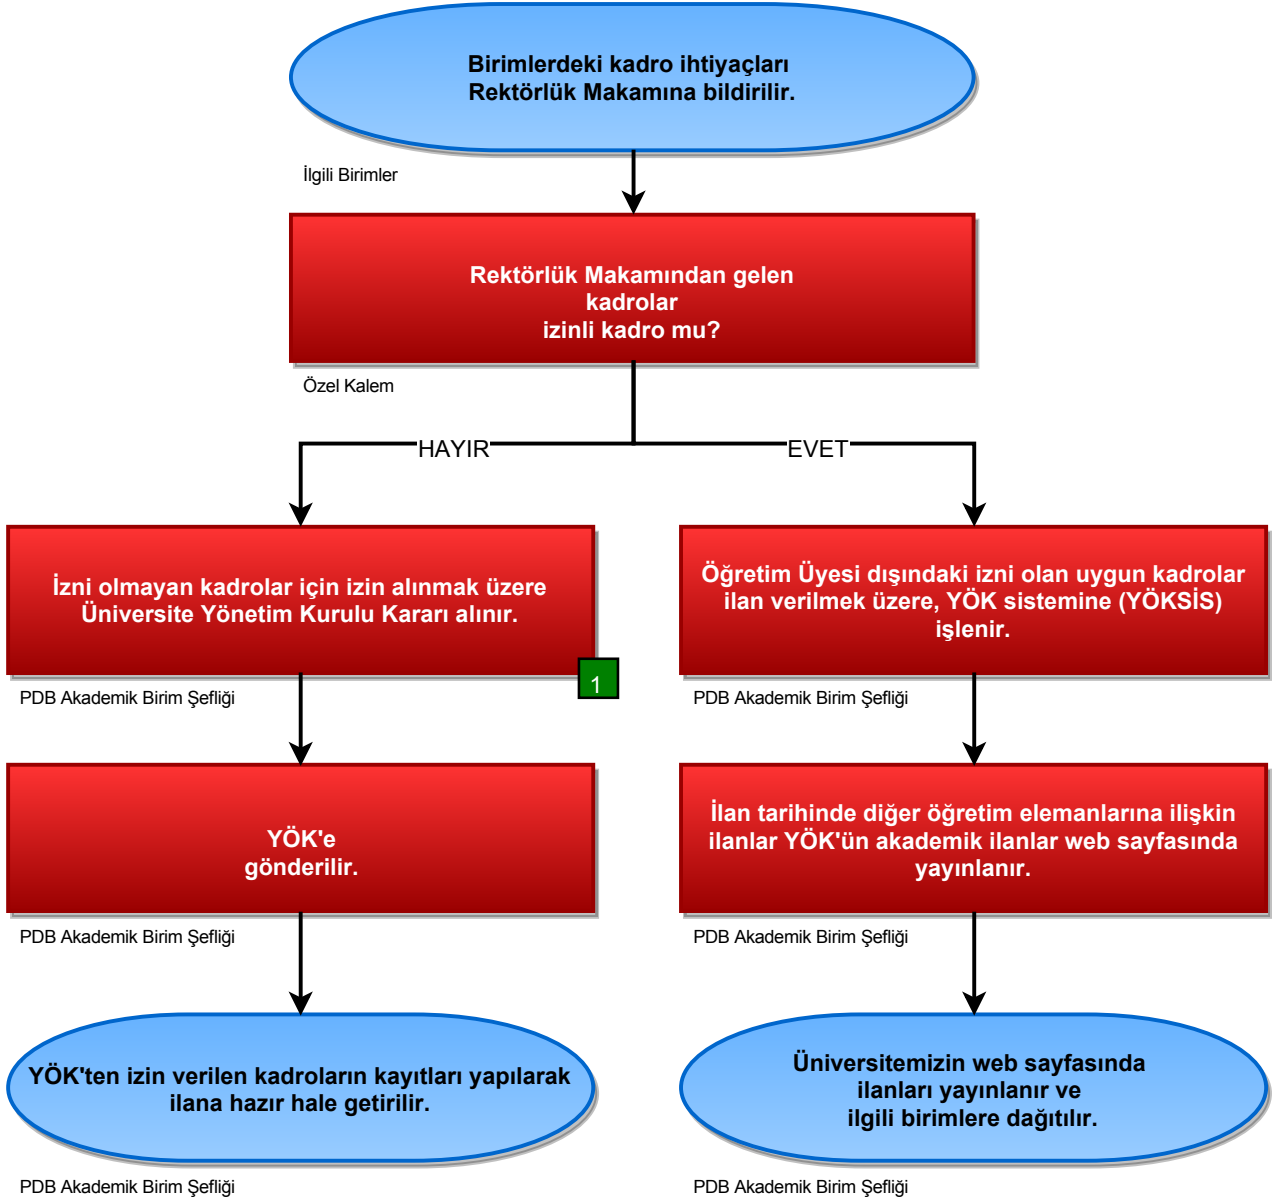 Birimlerdeki kadro ihtiyaçları
Rektörlük Makamına bildirilir.
İlgili Birimler
Rektörlük Makamından gelen
kadrolar
izinli kadro mu?
Özel Kalem
HAYIR
EVET
İzni olmayan kadrolar için izin alınmak üzere
Üniversite Yönetim Kurulu Kararı alınır.
1
PDB Akademik Birim Şefliği
Öğretim Üyesi dışındaki izni olan uygun kadrolar
ilan verilmek üzere, YÖK sistemine (YÖKSİS)
işlenir.
PDB Akademik Birim Şefliği
YÖK'e
gönderilir.
PDB Akademik Birim Şefliği
İlan tarihinde diğer öğretim elemanlarına ilişkin
ilanlar YÖK'ün akademik ilanlar web sayfasında
yayınlanır.
PDB Akademik Birim Şefliği
YÖK'ten izin verilen kadroların kayıtları yapılarak
ilana hazır hale getirilir.
PDB Akademik Birim Şefliği
Üniversitemizin web sayfasında
ilanları yayınlanır ve
ilgili birimlere dağıtılır.
PDB Akademik Birim Şefliği